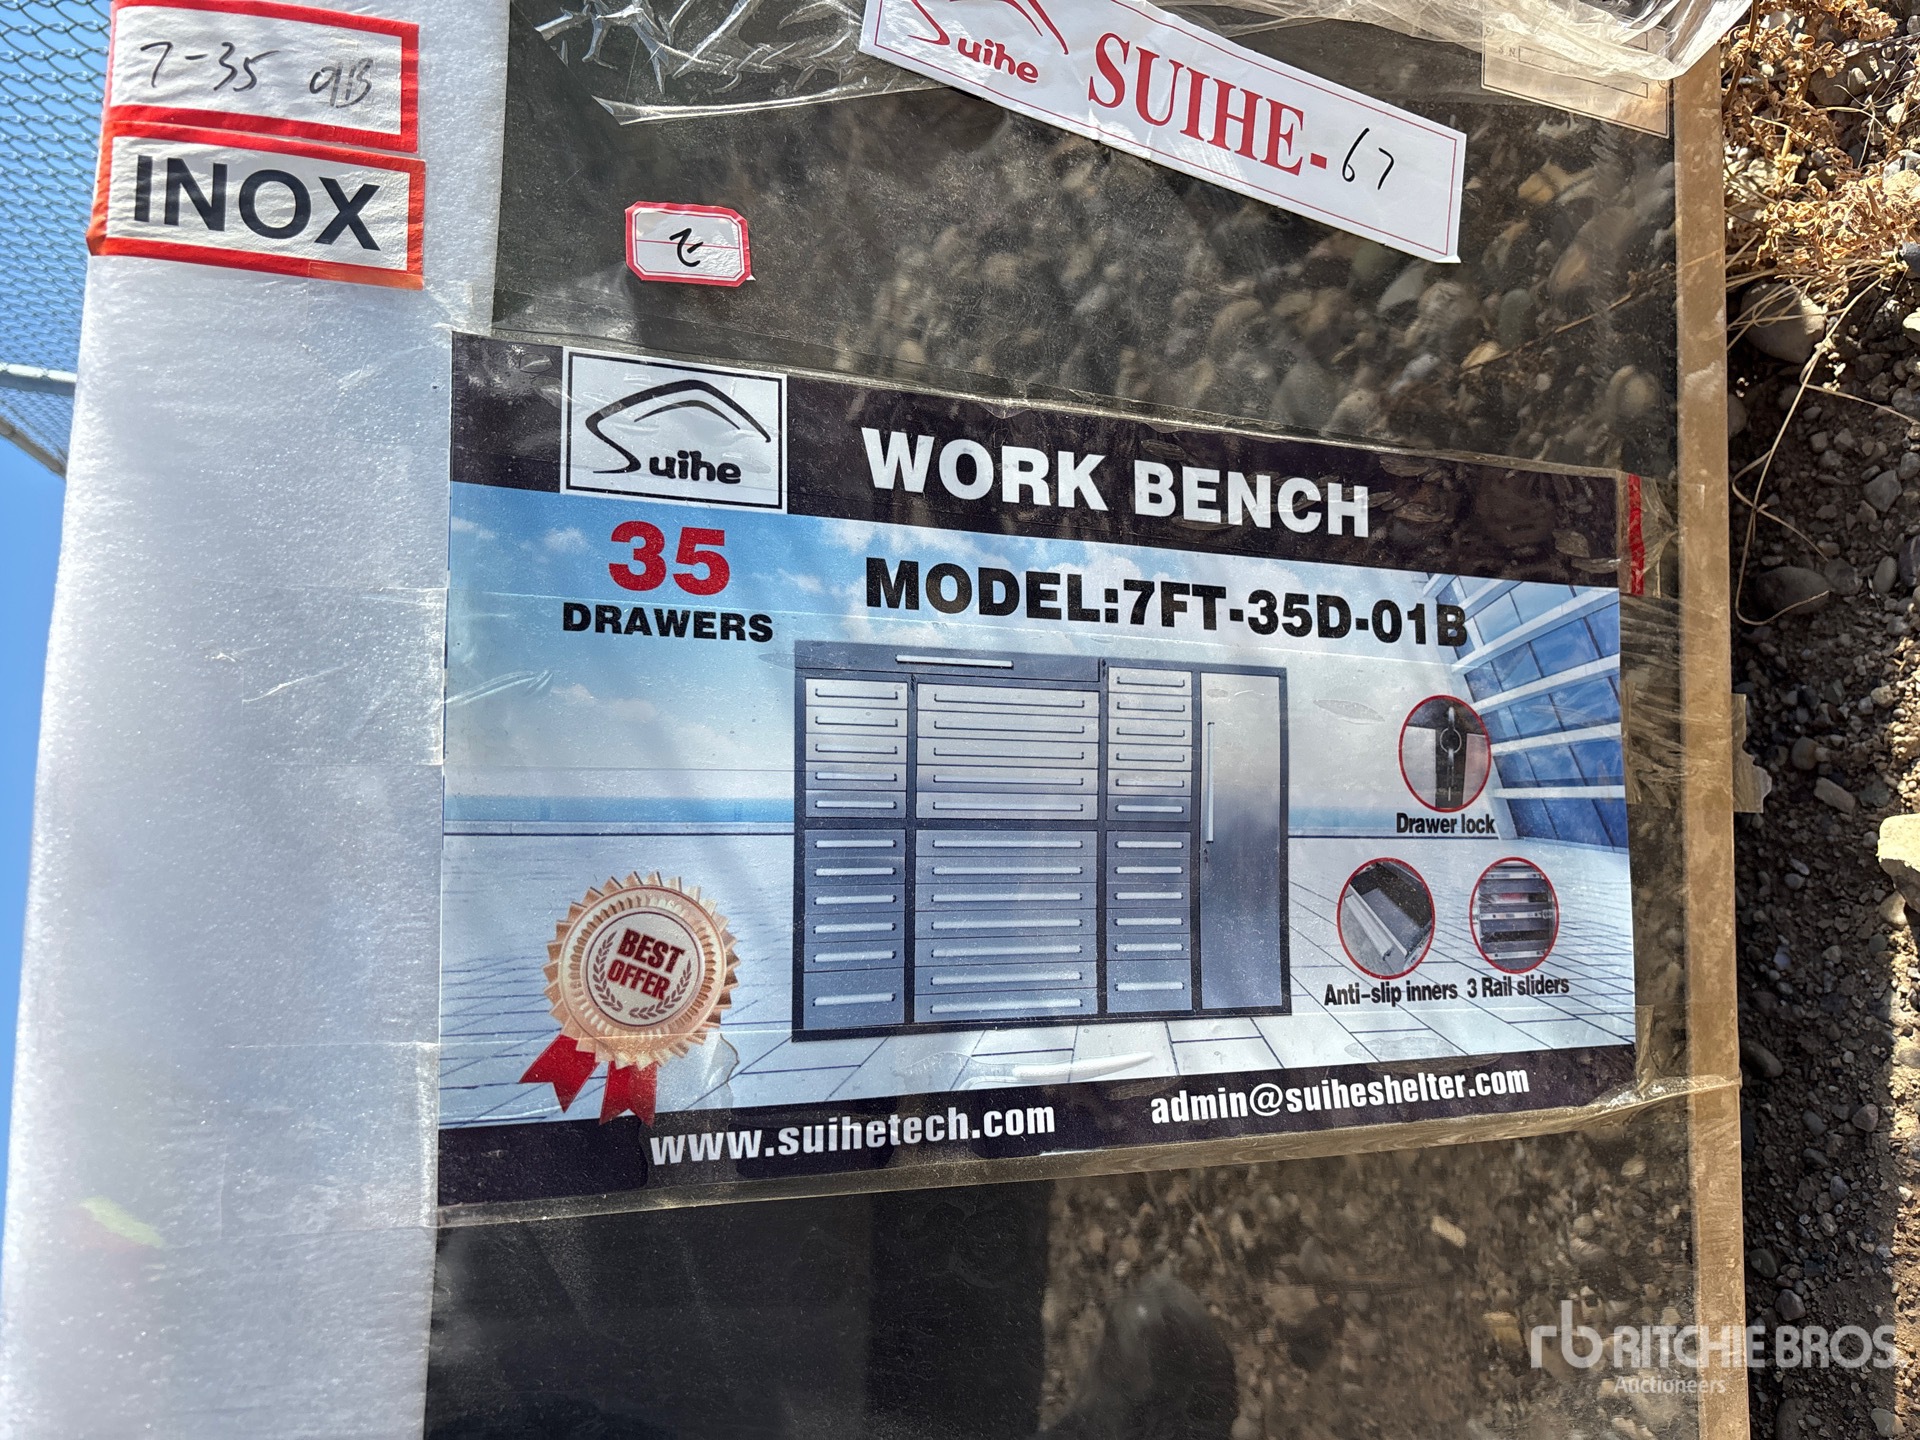 7-35 01B
INOX
Suihe SUIHE-67
Suihe
WORK BENCH
35
DRAWERS
MODEL:7FT-35D-01B
Drawer lock
Anti-slip inners 3 Rail sliders
BEST
OFFER
www.suihetech.com admin@suiheshelter.com
rb RITCHIE BROS
Auctioneers